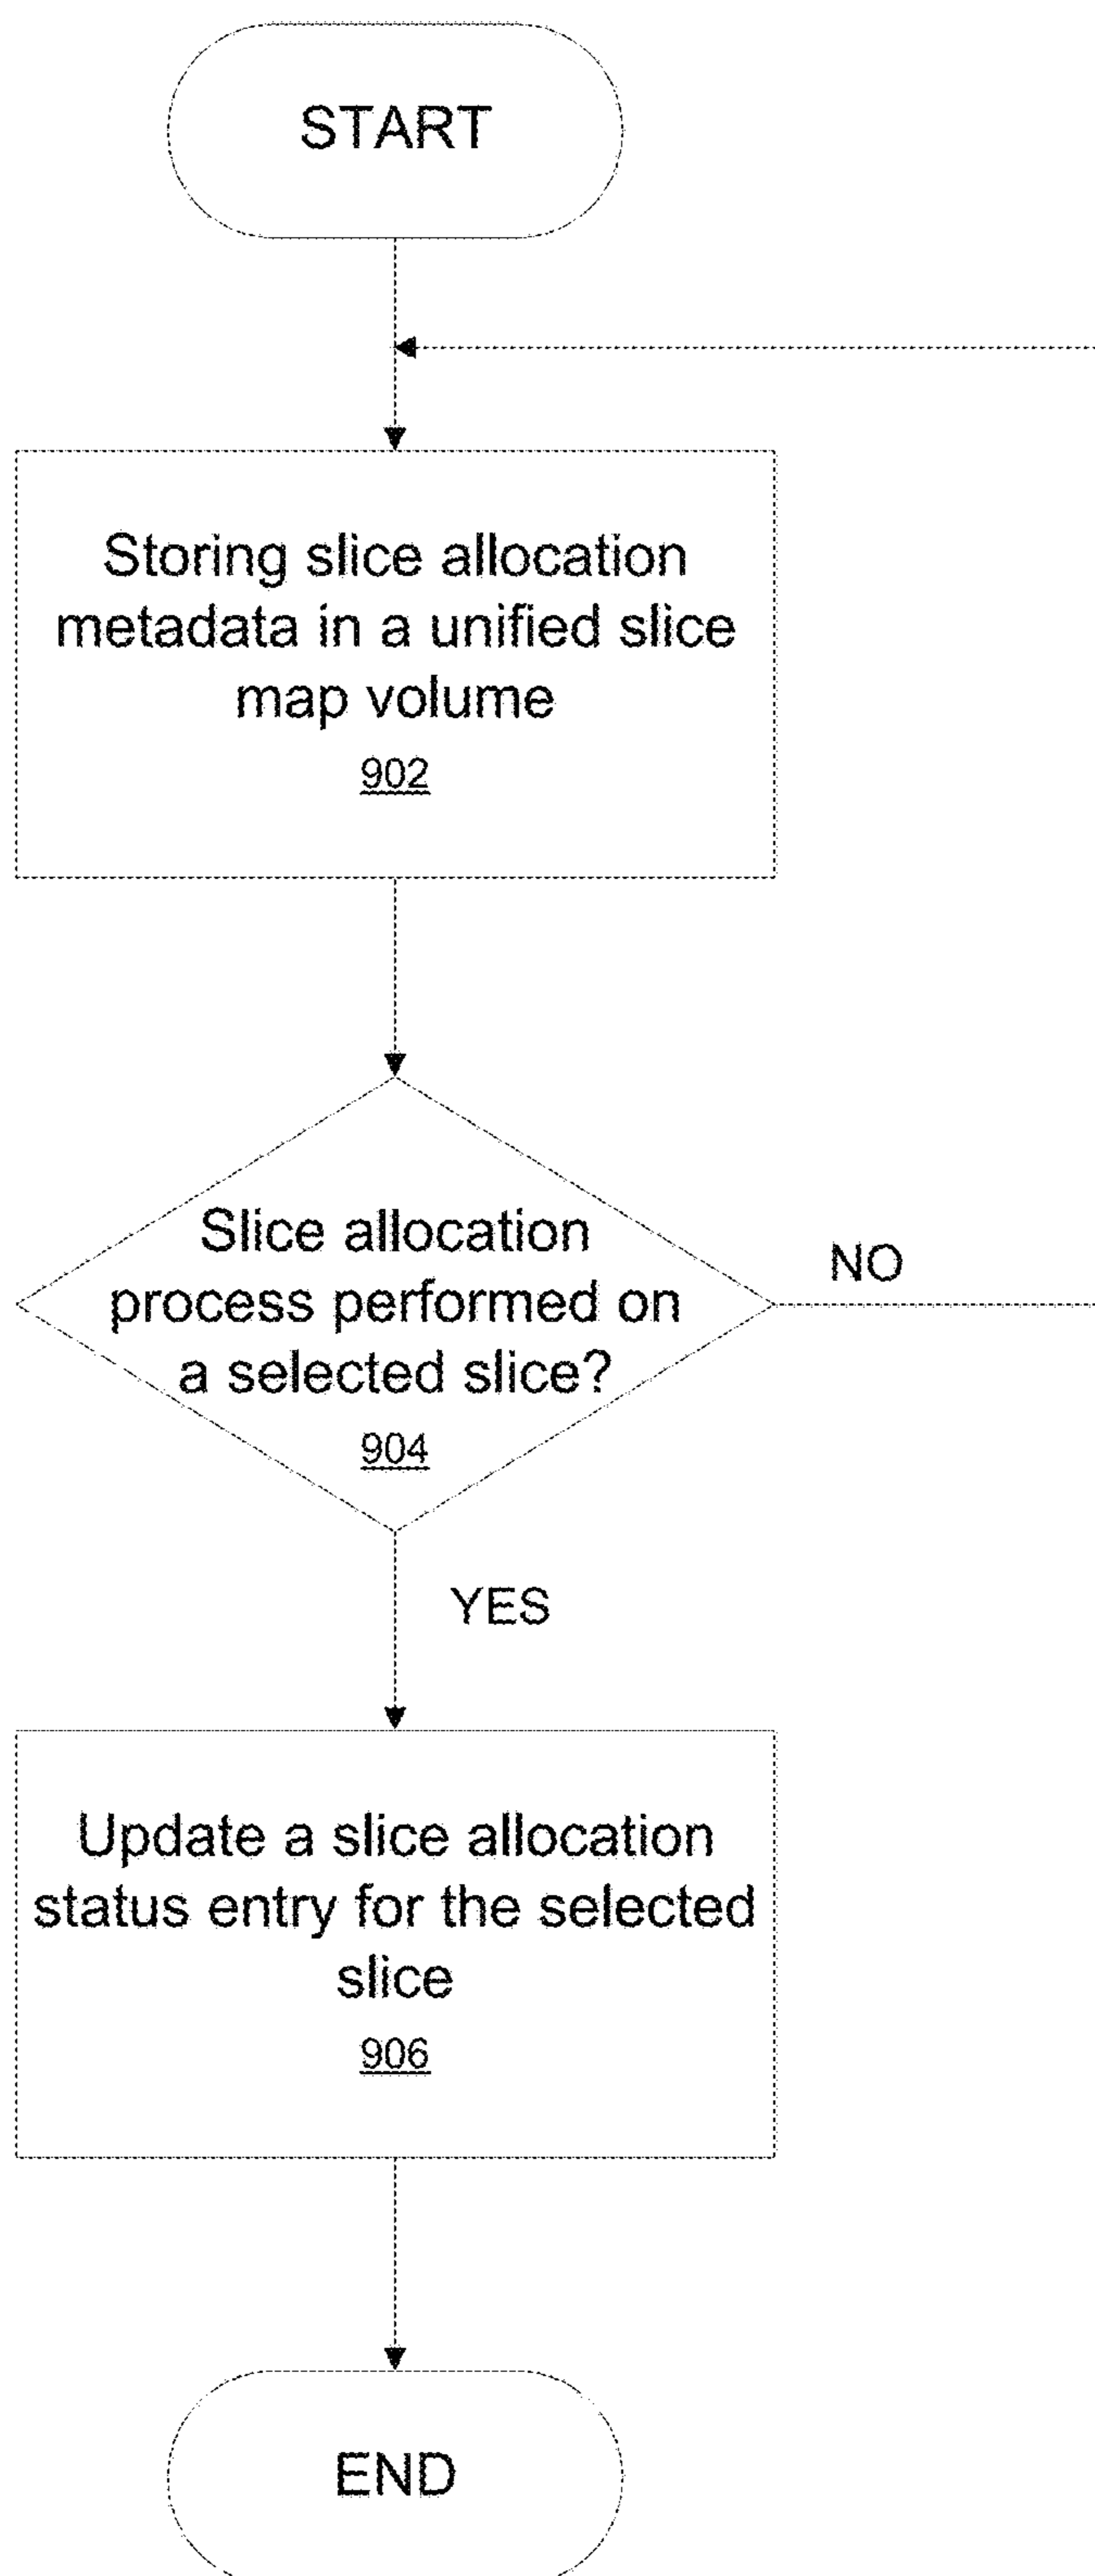 START
Storing slice allocation
metadata in a unified slice
map volume
902
Slice allocation
process performed on
a selected slice?
904
NO
YES
Update a slice allocation
status entry for the selected
slice
906
END